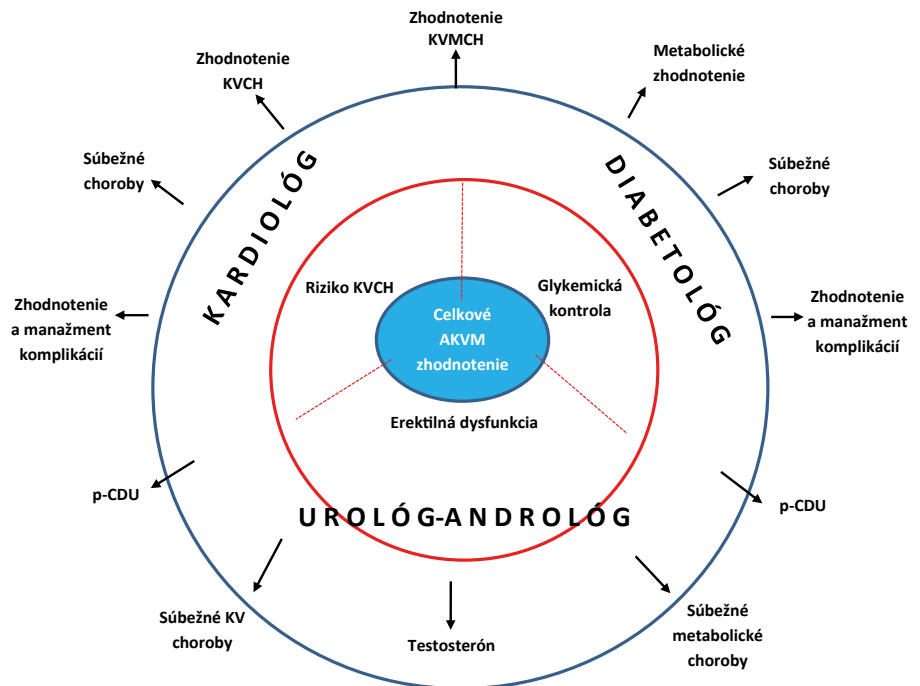 Zhodnotenie
KVMCH
Zhodnotenie
KVCH
Metabolické
zhodnotenie
Súbežné
choroby
Súbežné
choroby
KARDIOLÓG
DIABETOLÓG
Riziko KVCH
Glykemická
kontrola
Zhodnotenie
a manažment
komplikácií
Celkové
AKVM
zhodnotenie
Zhodnotenie
a manažment
komplikácií
Erektilná dysfunkcia
p-CDU
p-CDU
UROLÓG-ANDROLÓG
Súbežné KV
choroby
Testosterón
Súbežné
metabolické
choroby